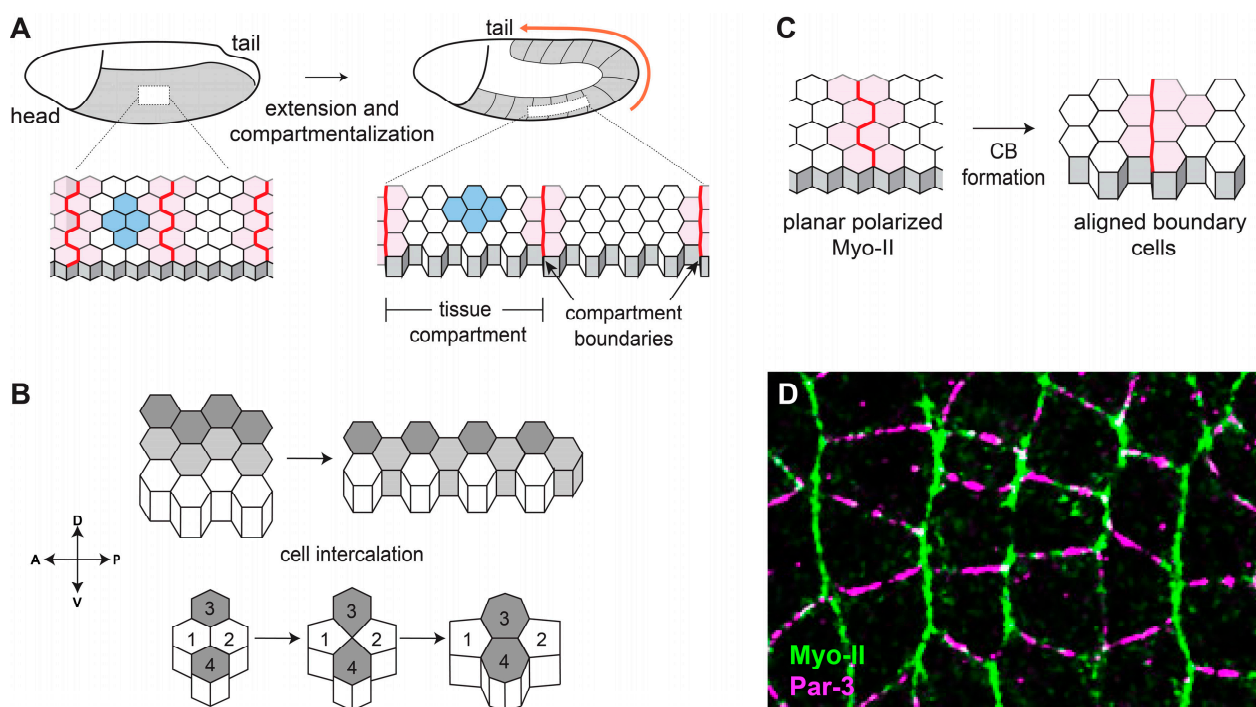 A
tail
head
extension and
compartmentalization
tail
tissue
compartment
compartment
boundaries
B
D
A
P
V
cell intercalation
3
1
2
4
3
1
2
4
3
2
1
4
C
CB
formation
planar polarized
Myo-II
aligned boundary
cells
D
Myo-II
Par-3